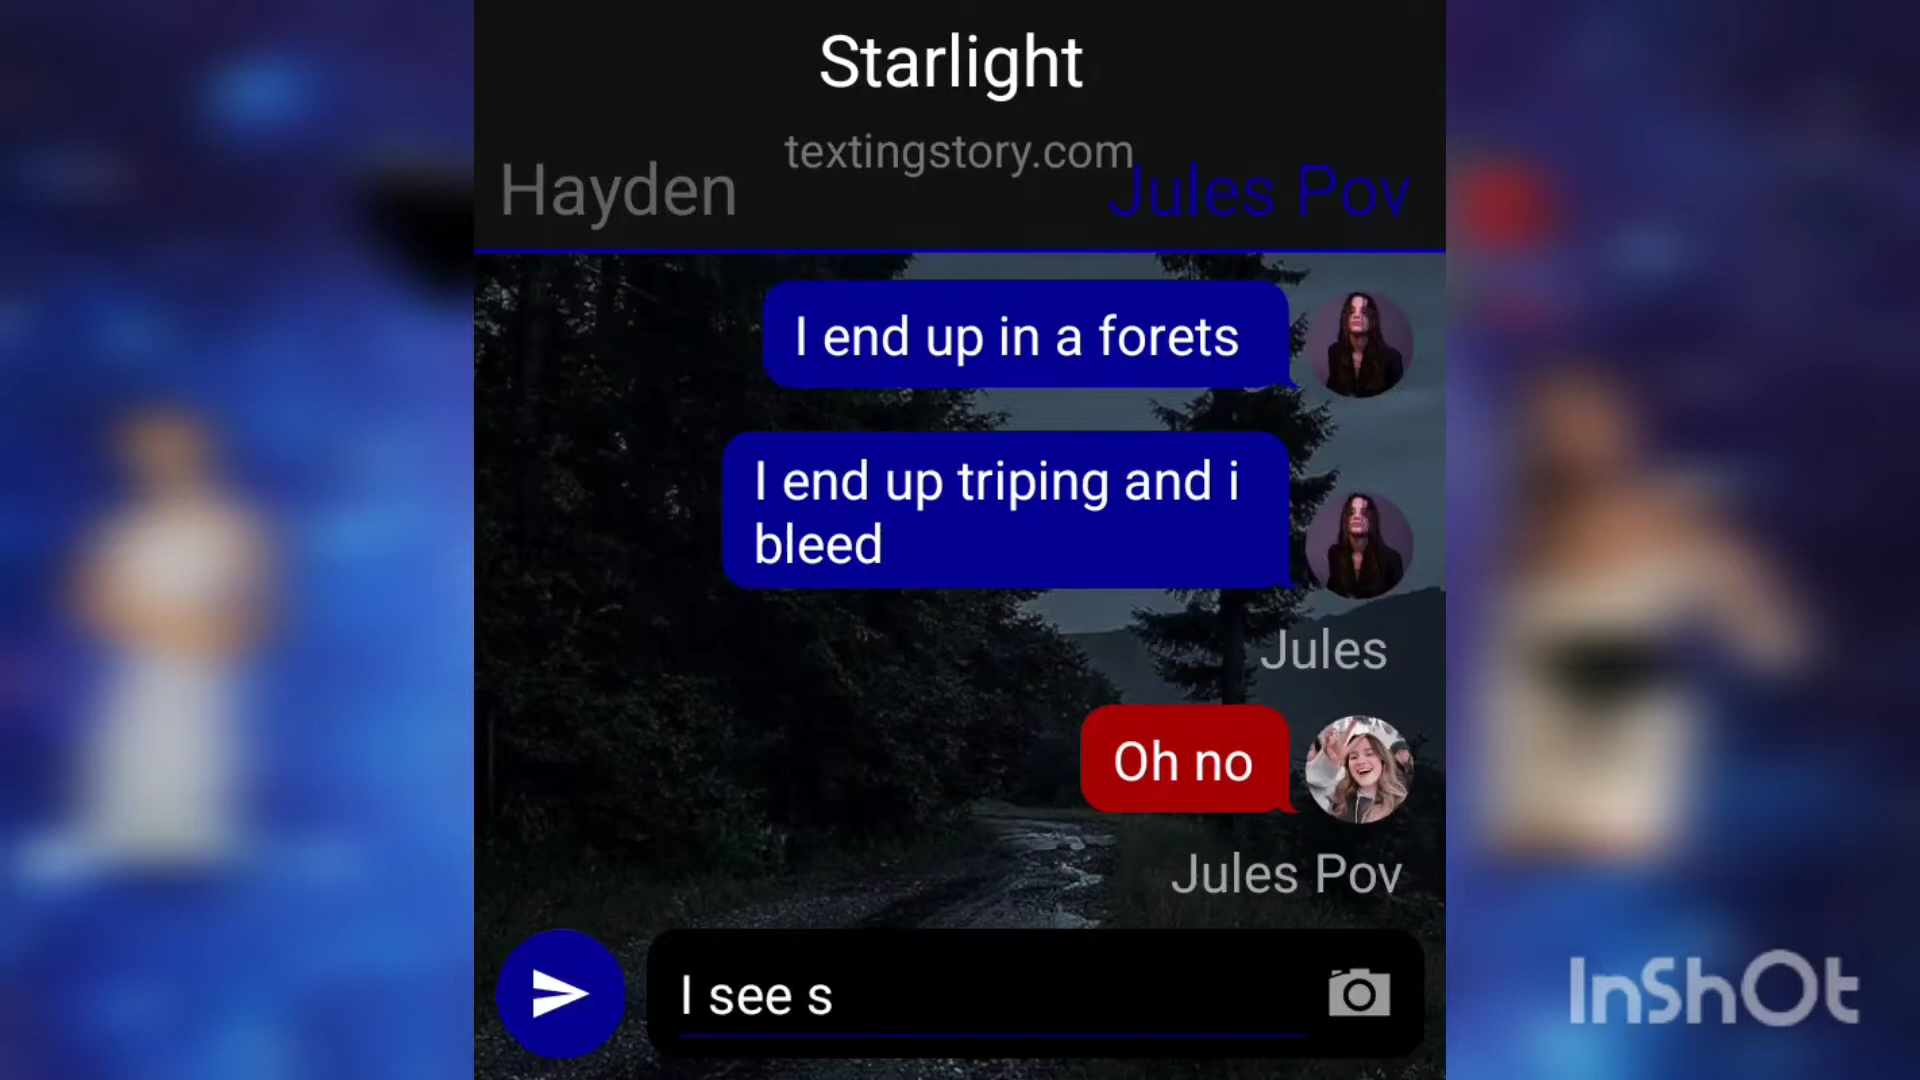 Starlight
textingstory.com
Hayden
Jules Pov
I end up in a forets
I end up triping and i
bleed
Jules
Oh no
Jules Pov
I see s
InShOt